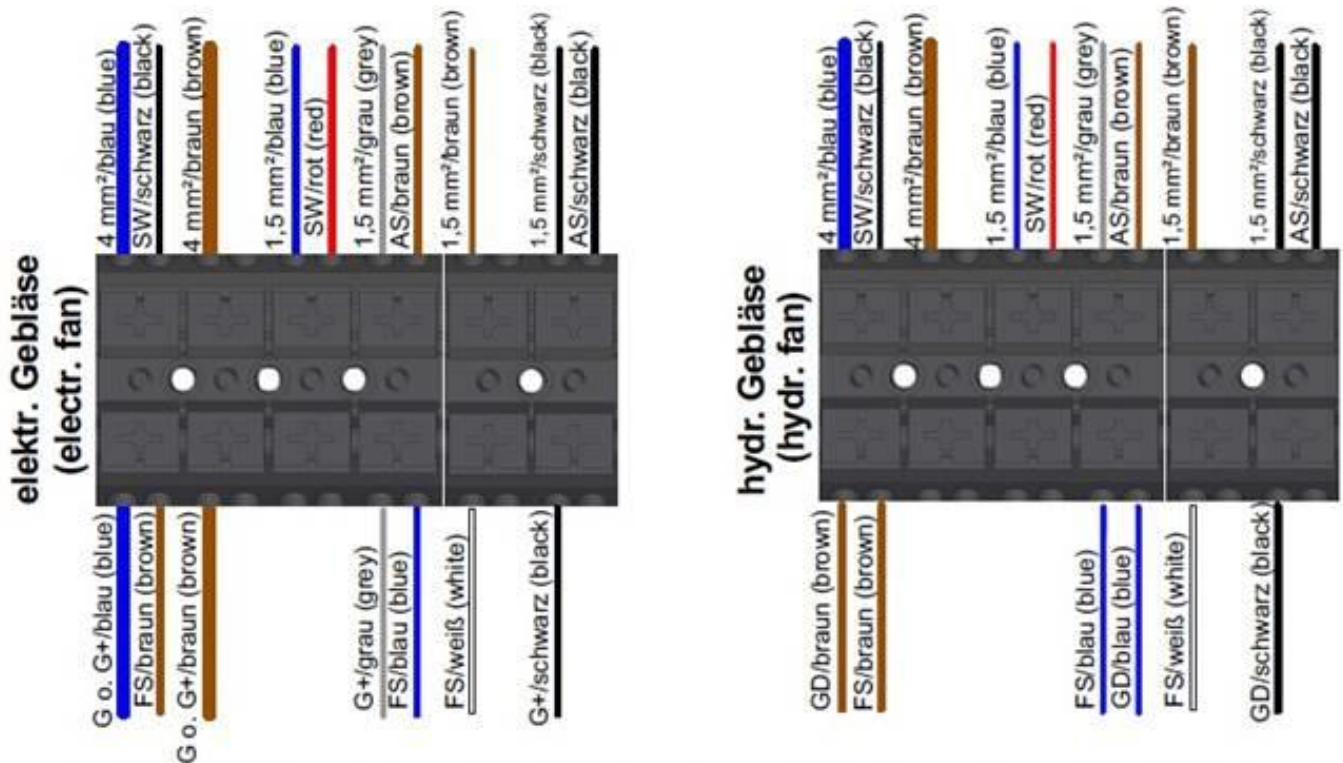 elektr. Gebläse
(electr. fan)
4 mm²/blau (blue)
SW/schwarz (black)
4 mm²/braun (brown)
1,5 mm²/blau (blue)
SW/rot (red)
1,5 mm²/grau (grey)
AS/braun (brown)
1,5 mm²/braun (brown)
1,5 mm²/schwarz (black)
AS/schwarz (black)
G o. G+/blau (blue)
FS/braun (brown)
G o. G+/braun (brown)
G+/grau (grey)
FS/blau (blue)
FS/weiß (white)
G+/schwarz (black)
hydr. Gebläse
(hydr. fan)
4 mm²/blau (blue)
SW/schwarz (black)
4 mm²/braun (brown)
1,5 mm²/blau (blue)
SW/rot (red)
1,5 mm²/grau (grey)
AS/braun (brown)
1,5 mm²/braun (brown)
1,5 mm²/schwarz (black)
AS/schwarz (black)
GD/braun (brown)
FS/braun (brown)
FS/blau (blue)
GD/blau (blue)
FS/weiß (white)
GD/schwarz (black)